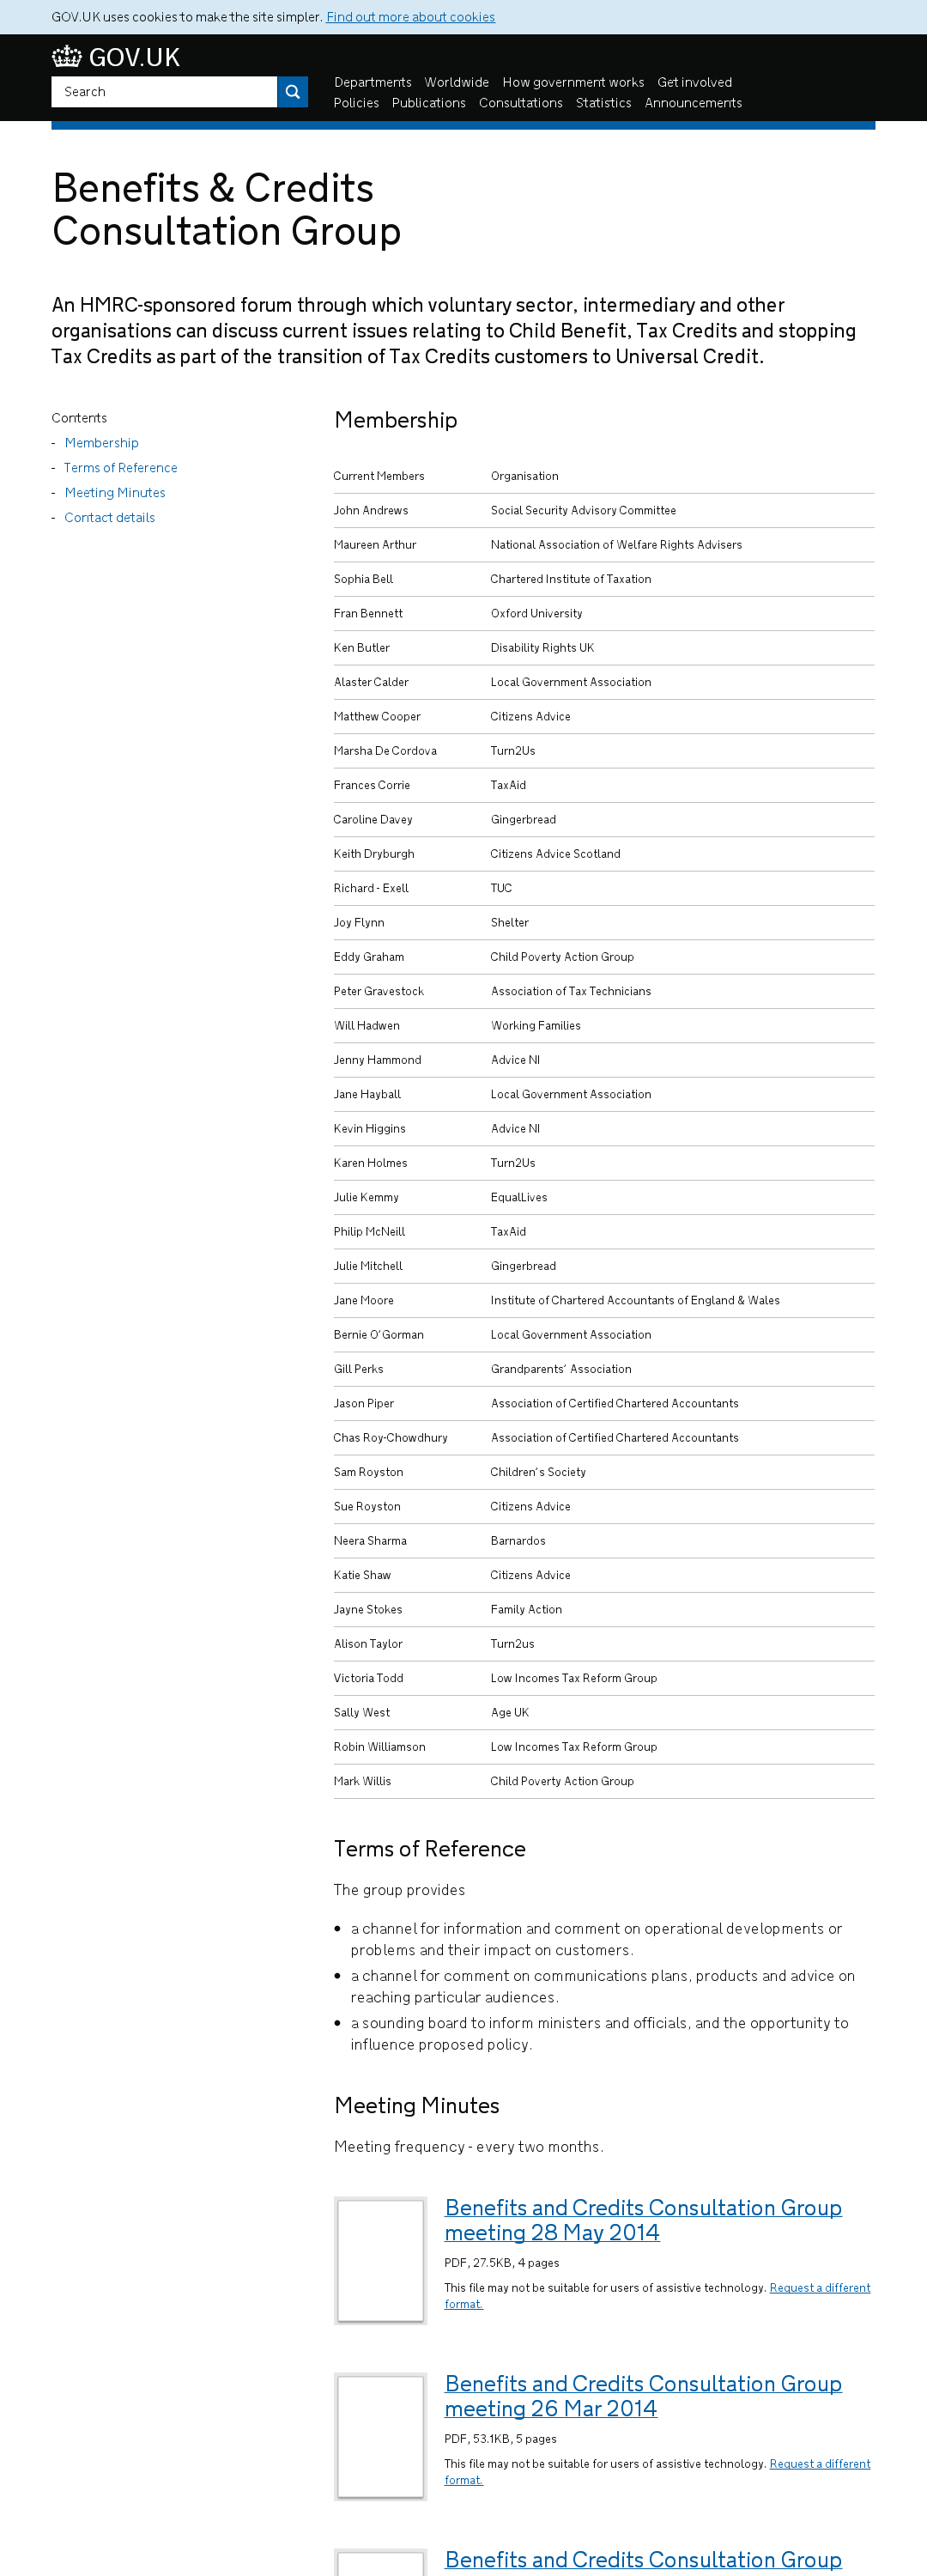 GOV.UK uses cookies to make the site simpler. Find out more about cookies
GOV.UK
Search
Departments Worldwide How government works Get involved
Policies Publications Consultations Statistics Announcements
Benefits & Credits
Consultation Group
An HMRC-sponsored forum through which voluntary sector, intermediary and other
organisations can discuss current issues relating to Child Benefit, Tax Credits and stopping
Tax Credits as part of the transition of Tax Credits customers to Universal Credit.
Contents
- Membership
- Terms of Reference
- Meeting Minutes
- Contact details
Membership
Current Members Organisation
John Andrews Social Security Advisory Committee
Maureen Arthur National Association of Welfare Rights Advisers
Sophia Bell Chartered Institute of Taxation
Fran Bennett Oxford University
Ken Butler Disability Rights UK
Alaster Calder Local Government Association
Matthew Cooper Citizens Advice
Marsha De Cordova Turn2Us
Frances Corrie TaxAid
Caroline Davey Gingerbread
Keith Dryburgh Citizens Advice Scotland
Richard - Exell TUC
Joy Flynn Shelter
Eddy Graham Child Poverty Action Group
Peter Gravestock Association of Tax Technicians
Will Hadwen Working Families
Jenny Hammond Advice NI
Jane Hayball Local Government Association
Kevin Higgins Advice NI
Karen Holmes Turn2Us
Julie Kemmy EqualLives
Philip McNeill TaxAid
Julie Mitchell Gingerbread
Jane Moore Institute of Chartered Accountants of England & Wales
Bernie O’Gorman Local Government Association
Gill Perks Grandparents’ Association
Jason Piper Association of Certified Chartered Accountants
Chas Roy-Chowdhury Association of Certified Chartered Accountants
Sam Royston Children’s Society
Sue Royston Citizens Advice
Neera Sharma Barnardos
Katie Shaw Citizens Advice
Jayne Stokes Family Action
Alison Taylor Turn2us
Victoria Todd Low Incomes Tax Reform Group
Sally West Age UK
Robin Williamson Low Incomes Tax Reform Group
Mark Willis Child Poverty Action Group
Terms of Reference
The group provides
• a channel for information and comment on operational developments or
problems and their impact on customers.
• a channel for comment on communications plans, products and advice on
reaching particular audiences.
• a sounding board to inform ministers and officials, and the opportunity to
influence proposed policy.
Meeting Minutes
Meeting frequency - every two months.
Benefits and Credits Consultation Group
meeting 28 May 2014
PDF, 27.5KB, 4 pages
This file may not be suitable for users of assistive technology. Request a different
format.
Benefits and Credits Consultation Group
meeting 26 Mar 2014
PDF, 53.1KB, 5 pages
This file may not be suitable for users of assistive technology. Request a different
format.
Benefits and Credits Consultation Group